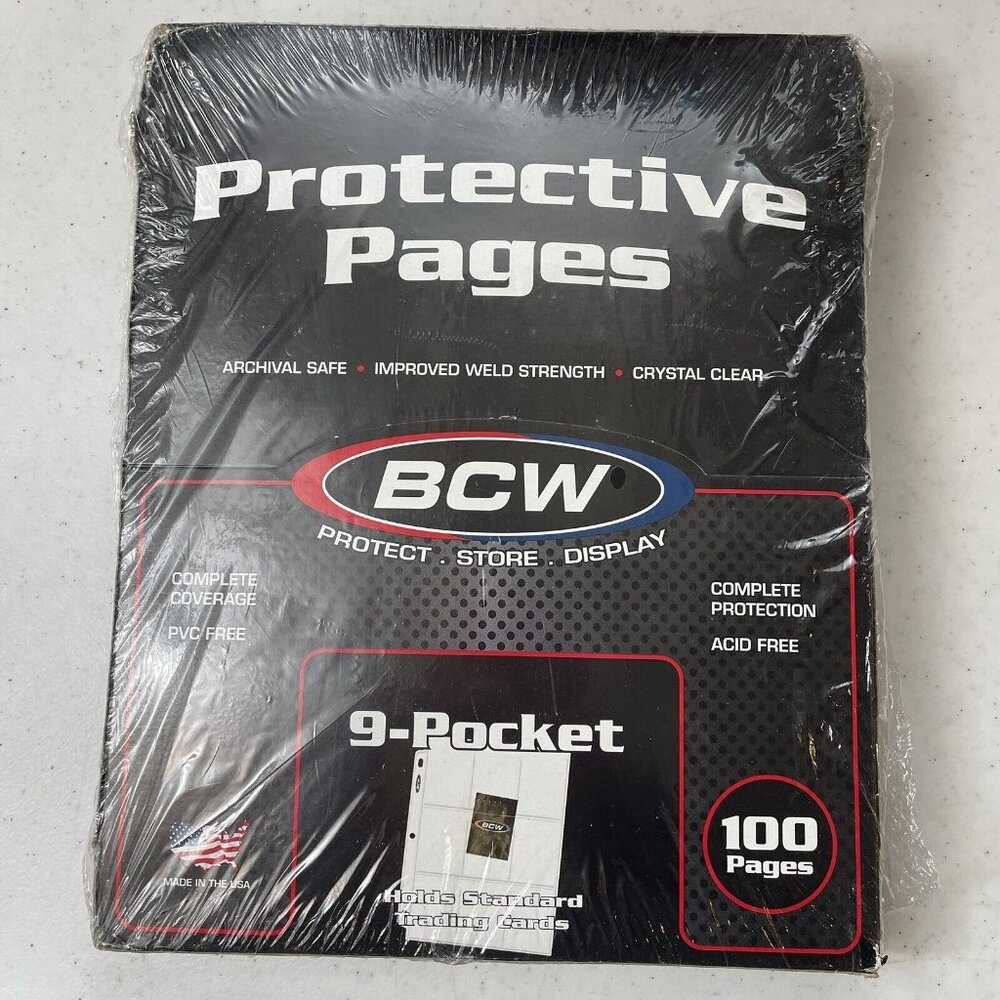 Protective
Pages
ARCHIVAL SAFE • IMPROVED WELD STRENGTH • CRYSTAL CLEAR
BCW
PROTECT . STORE . DISPLAY
COMPLETE
COVERAGE
PVC FREE
COMPLETE
PROTECTION
ACID FREE
9-Pocket
BCW
Holds Standard
Trading Cards
100
Pages
MADE IN THE USA